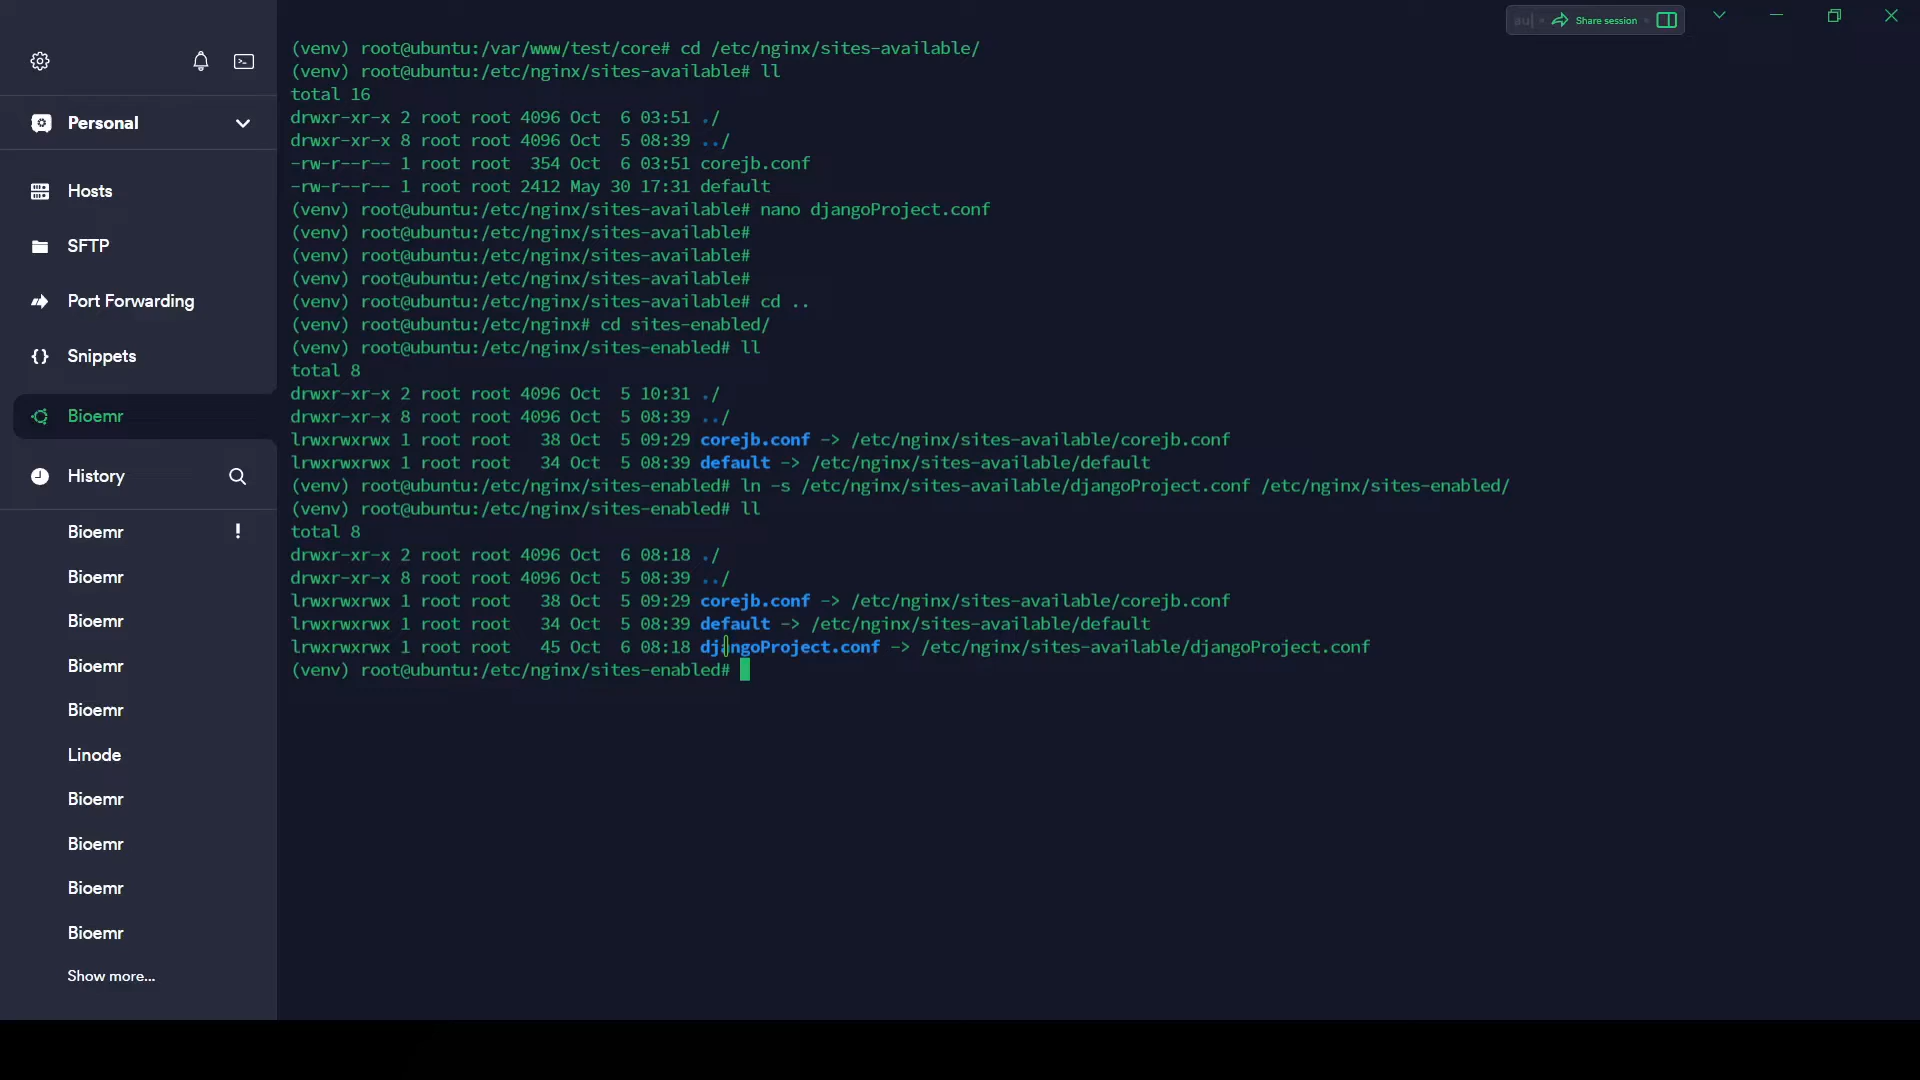 Share session
Personal
Hosts
SFTP
Port Forwarding
Snippets
Bioemr
History
Bioemr !
Bioemr
Bioemr
Bioemr
Bioemr
Linode
Bioemr
Bioemr
Bioemr
Bioemr
Show more...
(venv) root@ubuntu:/var/www/test/core# cd /etc/nginx/sites-available/
(venv) root@ubuntu:/etc/nginx/sites-available# ll
total 16
drwxr-xr-x 2 root root 4096 Oct  6 03:51 ./
drwxr-xr-x 8 root root 4096 Oct  5 08:39 ../
-rw-r--r-- 1 root root  354 Oct  6 03:51 corejb.conf
-rw-r--r-- 1 root root 2412 May 30 17:31 default
(venv) root@ubuntu:/etc/nginx/sites-available# nano djangoProject.conf
(venv) root@ubuntu:/etc/nginx/sites-available#
(venv) root@ubuntu:/etc/nginx/sites-available#
(venv) root@ubuntu:/etc/nginx/sites-available#
(venv) root@ubuntu:/etc/nginx/sites-available# cd ..
(venv) root@ubuntu:/etc/nginx# cd sites-enabled/
(venv) root@ubuntu:/etc/nginx/sites-enabled# ll
total 8
drwxr-xr-x 2 root root 4096 Oct  5 10:31 ./
drwxr-xr-x 8 root root 4096 Oct  5 08:39 ../
lrwxrwxrwx 1 root root   38 Oct  5 09:29 corejb.conf -> /etc/nginx/sites-available/corejb.conf
lrwxrwxrwx 1 root root   34 Oct  5 08:39 default -> /etc/nginx/sites-available/default
(venv) root@ubuntu:/etc/nginx/sites-enabled# ln -s /etc/nginx/sites-available/djangoProject.conf /etc/nginx/sites-enabled/
(venv) root@ubuntu:/etc/nginx/sites-enabled# ll
total 8
drwxr-xr-x 2 root root 4096 Oct  6 08:18 ./
drwxr-xr-x 8 root root 4096 Oct  5 08:39 ../
lrwxrwxrwx 1 root root   38 Oct  5 09:29 corejb.conf -> /etc/nginx/sites-available/corejb.conf
lrwxrwxrwx 1 root root   34 Oct  5 08:39 default -> /etc/nginx/sites-available/default
lrwxrwxrwx 1 root root   45 Oct  6 08:18 djangoProject.conf -> /etc/nginx/sites-available/djangoProject.conf
(venv) root@ubuntu:/etc/nginx/sites-enabled#